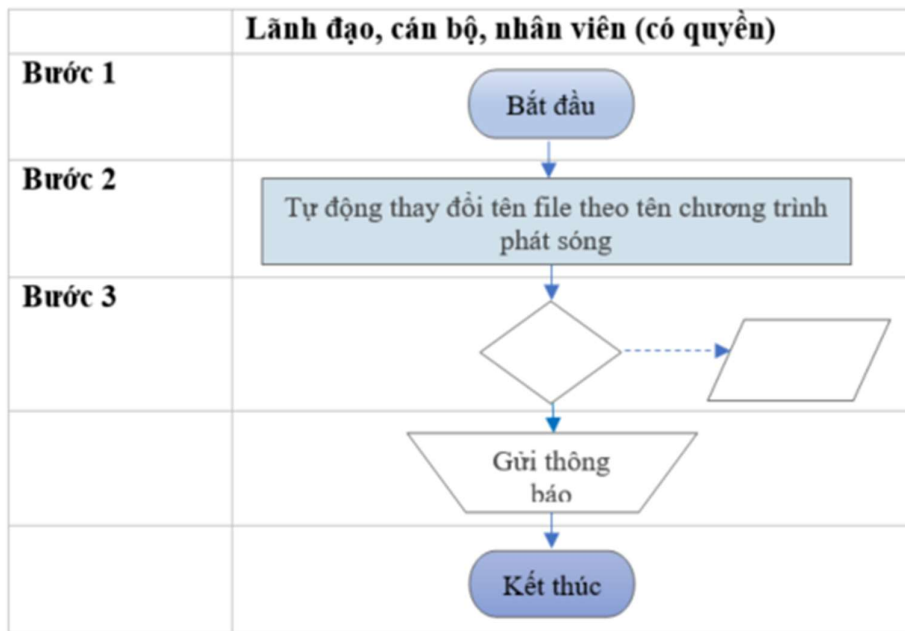 Lãnh đạo, cán bộ, nhân viên (có quyền)
Bước 1
Bắt đầu
Bước 2
Tự động thay đổi tên file theo tên chương trình
phát sóng
Bước 3
Gửi thông
báo
Kết thúc